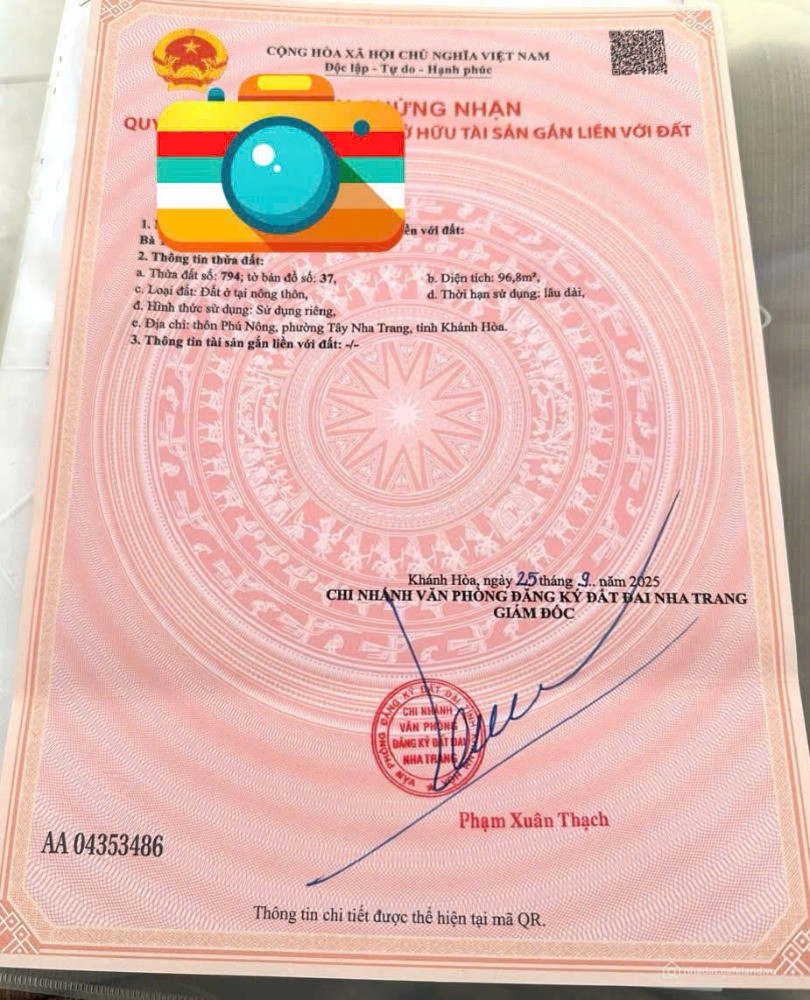 CỘNG HÒA XÃ HỘI CHỦ NGHĨA VIỆT NAM
Độc lập - Tự do - Hạnh phúc
ỨNG NHẬN
QUY HỮU TÀI SẢN GẮN LIỀN VỚI ĐẤT
1. ền với đất:
Bà
2. Thông tin thửa đất:
a. Thửa đất số: 794; tờ bản đồ số: 37, b. Diện tích: 96,8m²,
c. Loại đất: Đất ở tại nông thôn, d. Thời hạn sử dụng: lâu dài,
đ. Hình thức sử dụng: Sử dụng riêng,
e. Địa chỉ: thôn Phú Nông, phường Tây Nha Trang, tỉnh Khánh Hòa.
3. Thông tin tài sản gắn liền với đất: -/-
Khánh Hòa, ngày 25 tháng .9.. năm 2025
CHI NHÁNH VĂN PHÒNG ĐĂNG KÝ ĐẤT ĐAI NHA TRANG
GIÁM ĐỐC
CHI NHÁNH
VĂN PHÒNG
ĐĂNG KÝ ĐẤT ĐAI
NHA TRANG
Phạm Xuân Thạch
AA 04353486
Thông tin chi tiết được thể hiện tại mã QR.